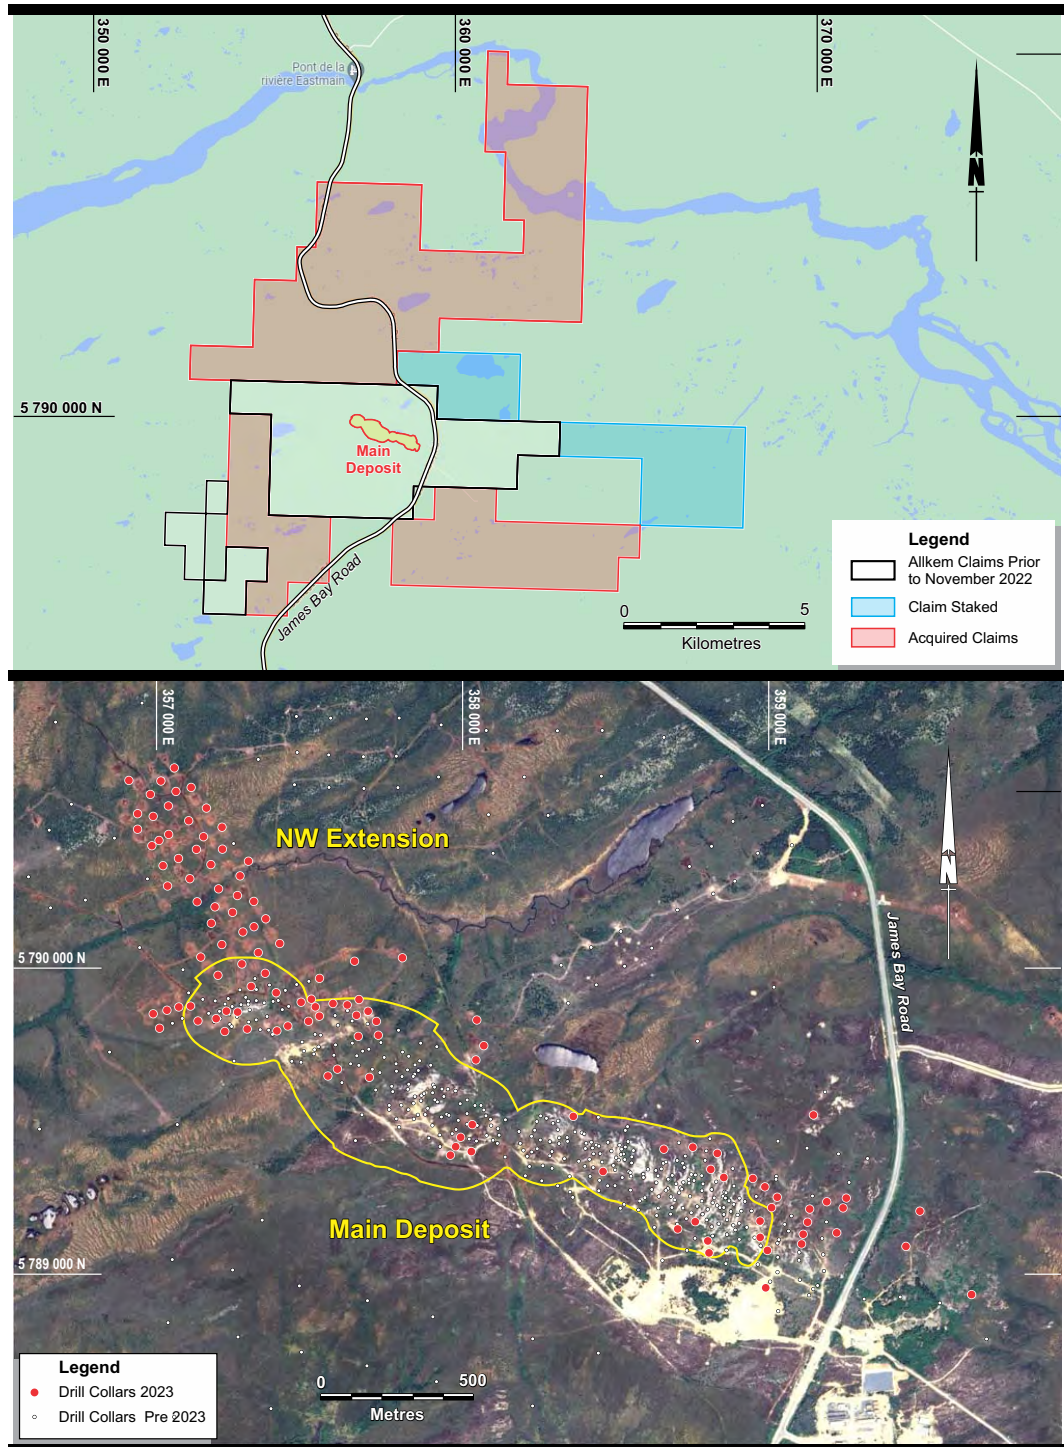 350 000 E
360 000 E
370 000 E
Pont de la
rivière Eastmain
N
5 790 000 N
Main
Deposit
James Bay Road
Legend
Allkem Claims Prior
to November 2022
Claim Staked
Acquired Claims
0 5
Kilometres
357 000 E
358 000 E
359 000 E
NW Extension
N
James Bay Road
5 790 000 N
Main Deposit
5 789 000 N
Legend
Drill Collars 2023
Drill Collars Pre 2023
0 500
Metres